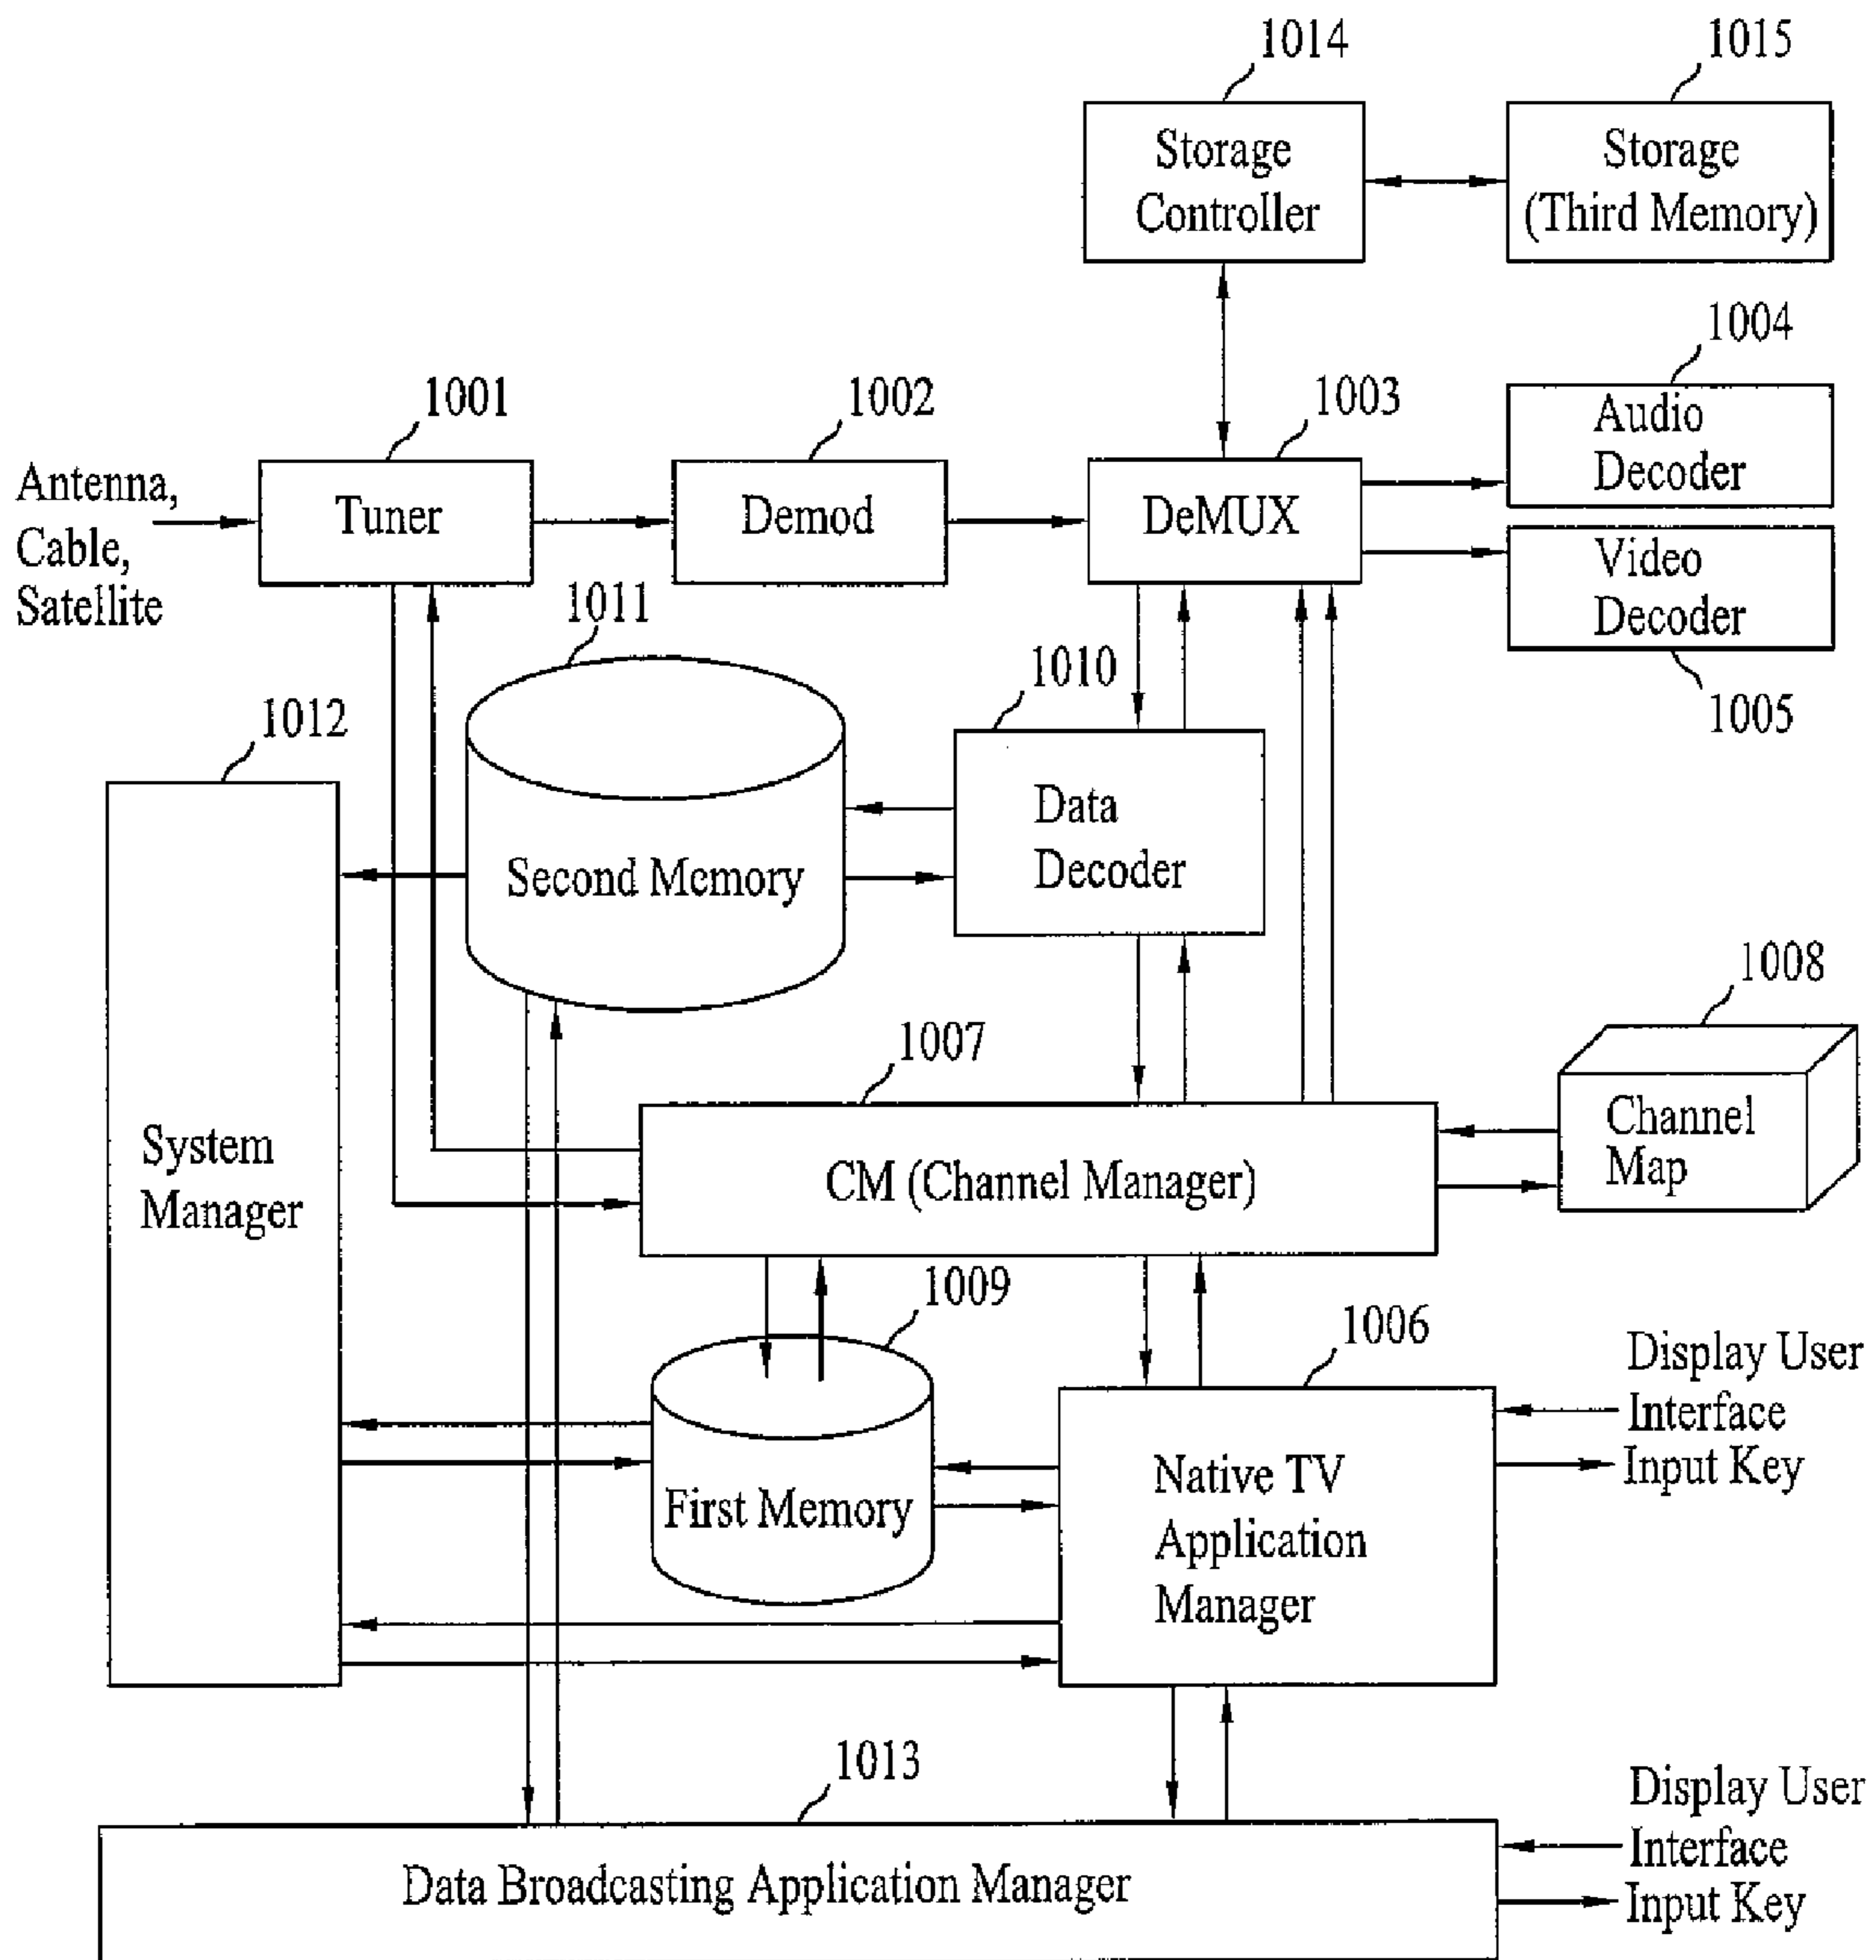 1014
1015
Storage
Controller
Storage
(Third Memory)
1004
1001
1002
1003
Audio
Decoder
Antenna,
Cable,
Satellite
Tuner
Demod
DeMUX
Video
Decoder
1005
1011
1010
1012
Second Memory
Data
Decoder
1008
1007
System
Manager
CM (Channel Manager)
Channel
Map
1009
1006
First Memory
Native TV
Application
Manager
Display User
Interface
Input Key
1013
Data Broadcasting Application Manager
Display User
Interface
Input Key